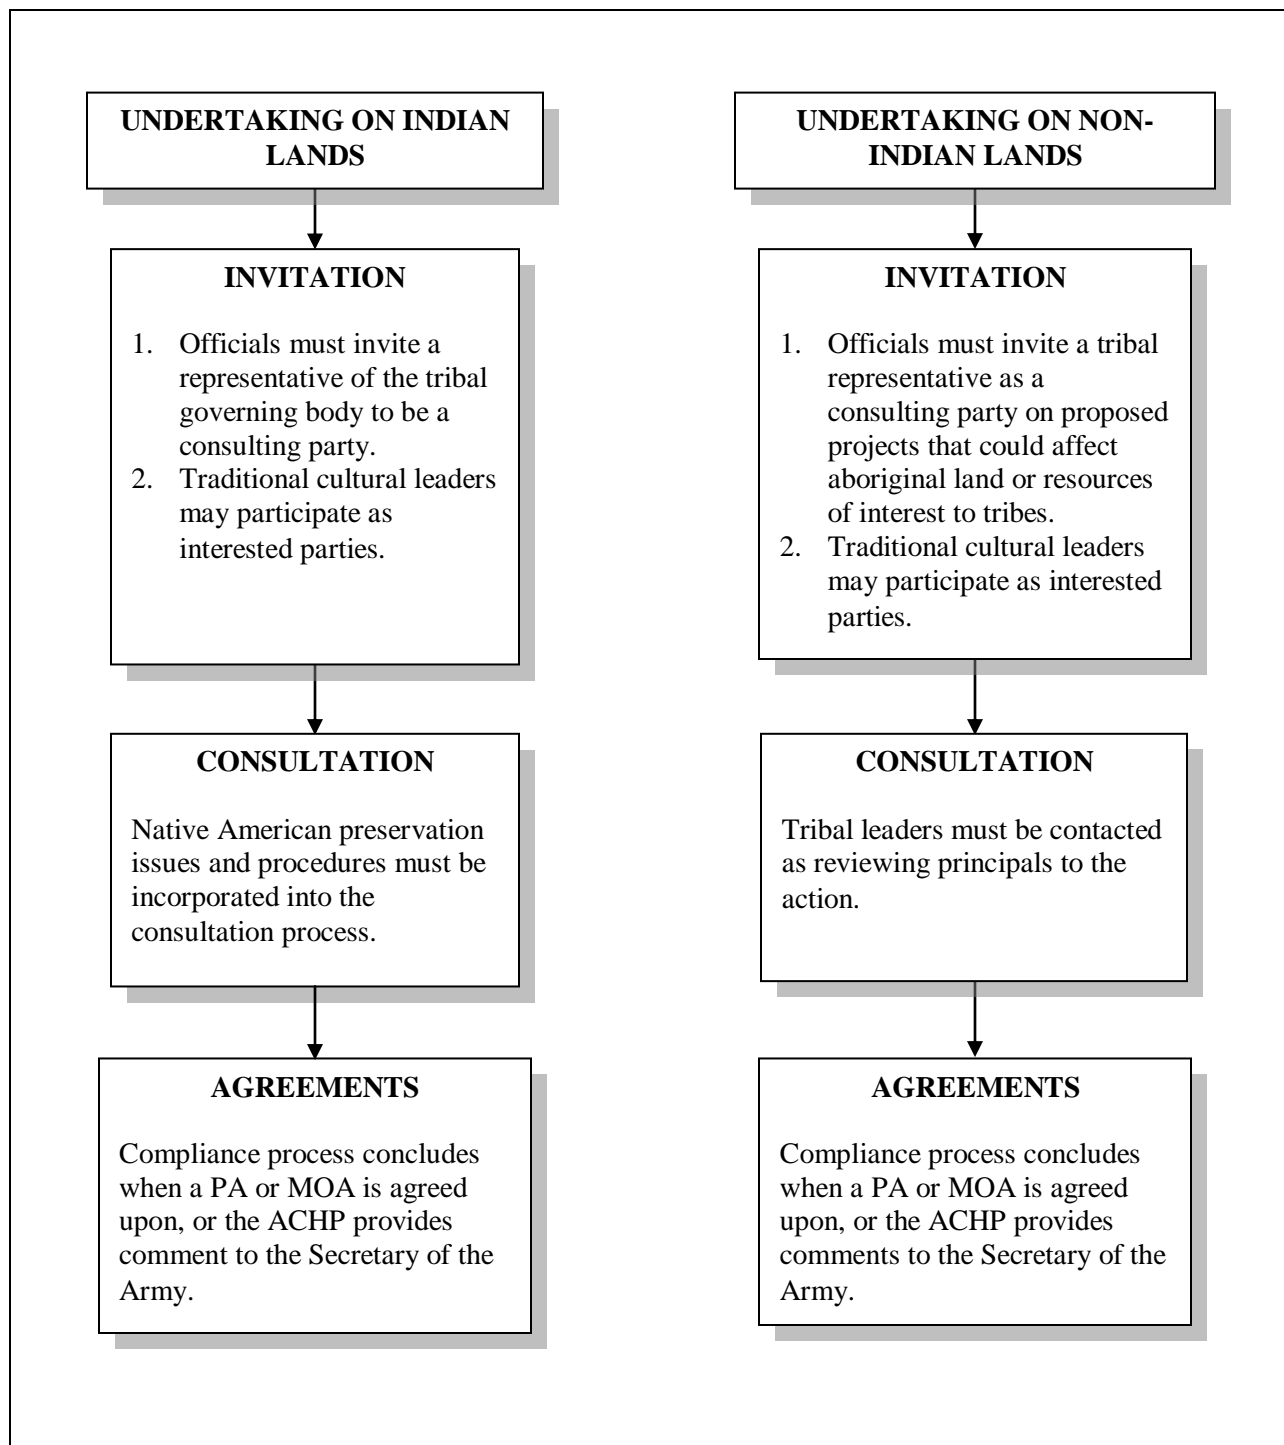 UNDERTAKING ON INDIAN
LANDS
INVITATION
1. Officials must invite a
representative of the tribal
governing body to be a
consulting party.
2. Traditional cultural leaders
may participate as
interested parties.
CONSULTATION
Native American preservation
issues and procedures must be
incorporated into the
consultation process.
AGREEMENTS
Compliance process concludes
when a PA or MOA is agreed
upon, or the ACHP provides
comment to the Secretary of the
Army.
UNDERTAKING ON NON-
INDIAN LANDS
INVITATION
1. Officials must invite a tribal
representative as a
consulting party on proposed
projects that could affect
aboriginal land or resources
of interest to tribes.
2. Traditional cultural leaders
may participate as interested
parties.
CONSULTATION
Tribal leaders must be contacted
as reviewing principals to the
action.
AGREEMENTS
Compliance process concludes
when a PA or MOA is agreed
upon, or the ACHP provides
comments to the Secretary of the
Army.